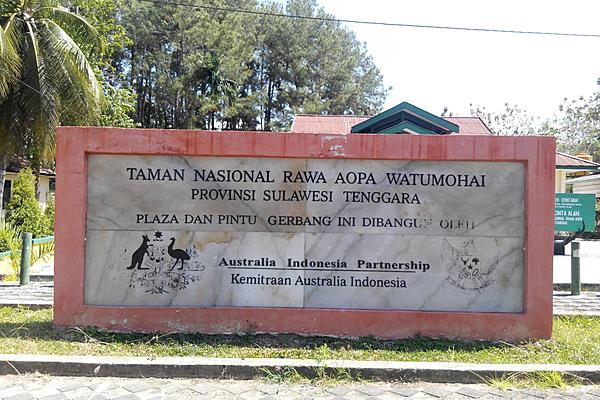 TAMAN NASIONAL RAWA AOPA WATUMOHAI
PROVINSI SULAWESI TENGGARA
PLAZA DAN PINTU GERBANG INI DIBANGUN OLEH
Australia Indonesia Partnership
Kemitraan Australia Indonesia
ALAM